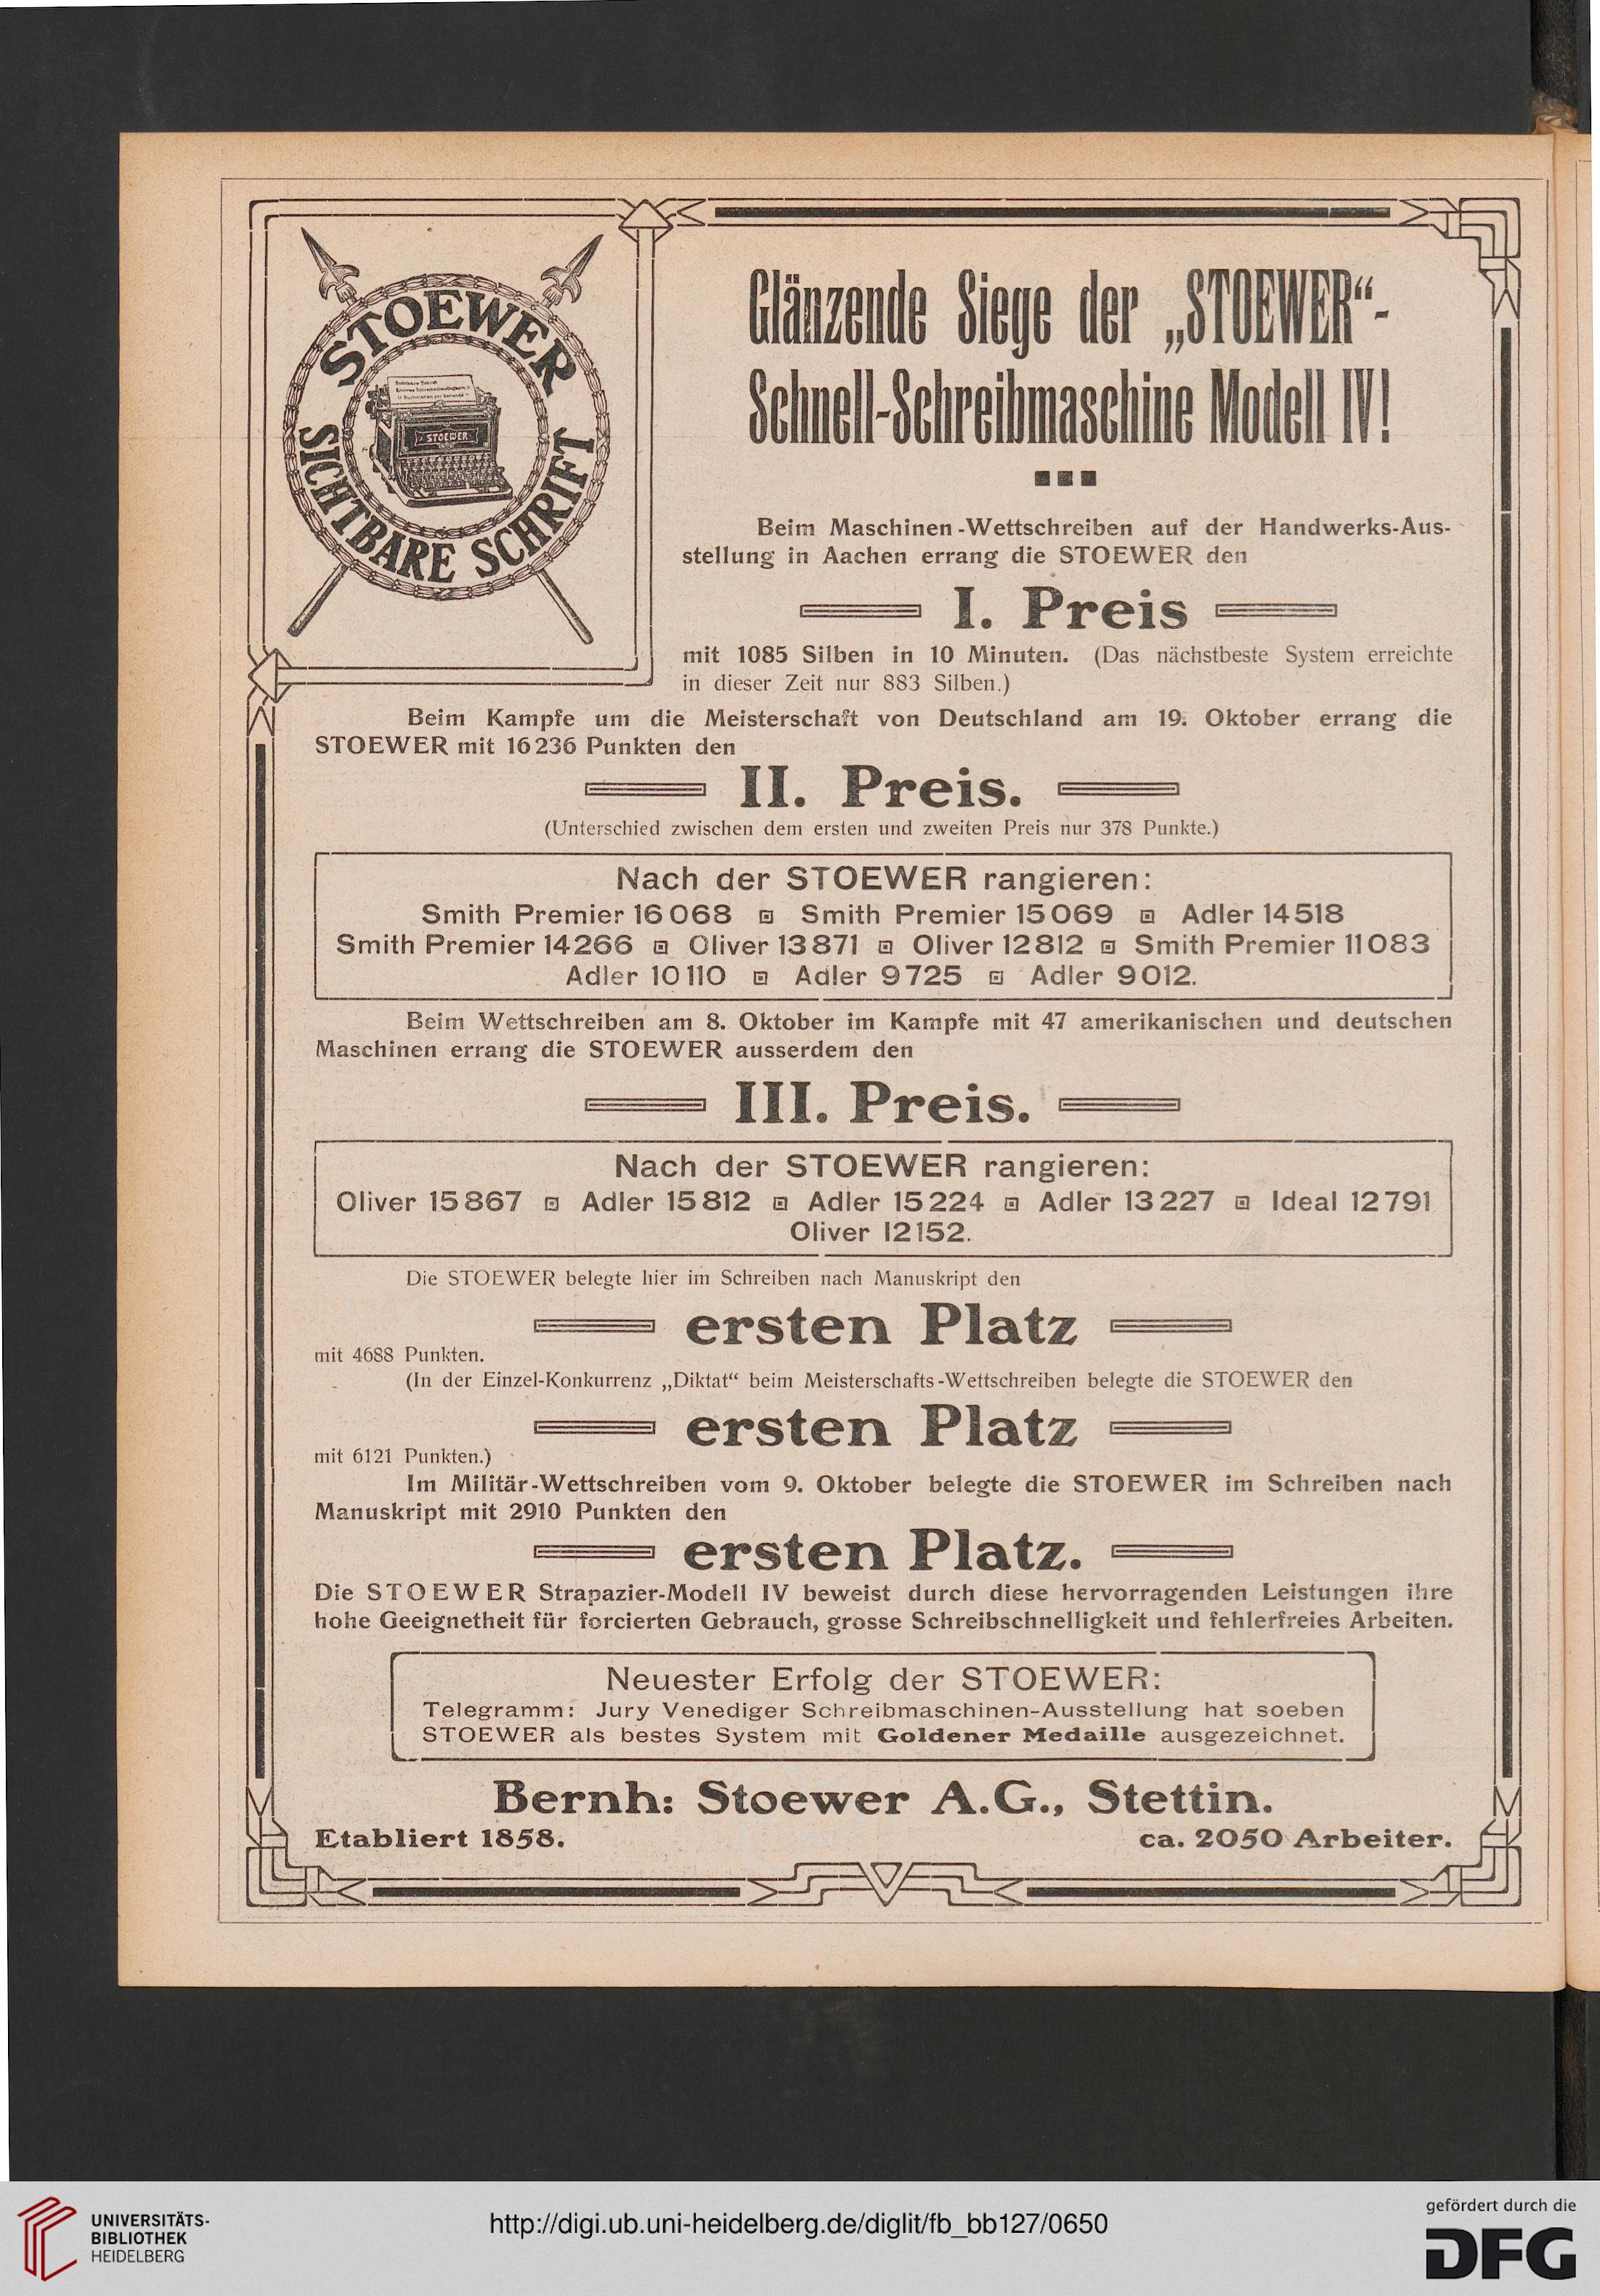 STOEWER
STOEWER
SICHTBARE SCHRIFT
Glänzende Siege der „STOEWER“-
Schnell-Schreibmaschine Modell IV!
Beim Maschinen-Wettschreiben auf der Handwerks-Aus-
stellung in Aachen errang die STOEWER den
I. Preis
mit 1085 Silben in 10 Minuten. (Das nächstbeste System erreichte
in dieser Zeit nur 883 Silben.)
Beim Kampfe um die Meisterschaft von Deutschland am 19. Oktober errang die
STOEWER mit 16236 Punkten den
II. Preis.
(Unterschied zwischen dem ersten und zweiten Preis nur 378 Punkte.)
Nach der STOEWER rangieren:
Smith Premier 16068 Smith Premier 15069 Adler 14518
Smith Premier 14266 Oliver 13871 Oliver 12812 Smith Premier 11083
Adler 10110 Adler 9725 Adler 9012.
Beim Wettschreiben am 8. Oktober im Kampfe mit 47 amerikanischen und deutschen
Maschinen errang die STOEWER ausserdem den
III. Preis.
Nach der STOEWER rangieren:
Oliver 15867 Adler 15812 Adler 15224 Adler 13227 Ideal 12791
Oliver 12152.
Die STOEWER belegte hier im Schreiben nach Manuskript den
ersten Platz
mit 4688 Punkten.
(In der Einzel-Konkurrenz „Diktat“ beim Meisterschafts-Wettschreiben belegte die STOEWER den
ersten Platz
mit 6121 Punkten.)
Im Militär-Wettschreiben vom 9. Oktober belegte die STOEWER im Schreiben nach
Manuskript mit 2910 Punkten den
ersten Platz.
Die STOEWER Strapazier-Modell IV beweist durch diese hervorragenden Leistungen ihre
hohe Geeignetheit für forcierten Gebrauch, grosse Schreibschnelligkeit und fehlerfreies Arbeiten.
Neuester Erfolg der STOEWER:
Telegramm: Jury Venediger Schreibmaschinen-Ausstellung hat soeben
STOEWER als bestes System mit Goldener Medaille ausgezeichnet.
Bernh: Stoewer A.G., Stettin.
Etabliert 1858. ca. 2050 Arbeiter.
UNIVERSITÄTS-
BIBLIOTHEK
HEIDELBERG
http://digi.ub.uni-heidelberg.de/diglit/fb_bb127/0650
gefördert durch die
DFG